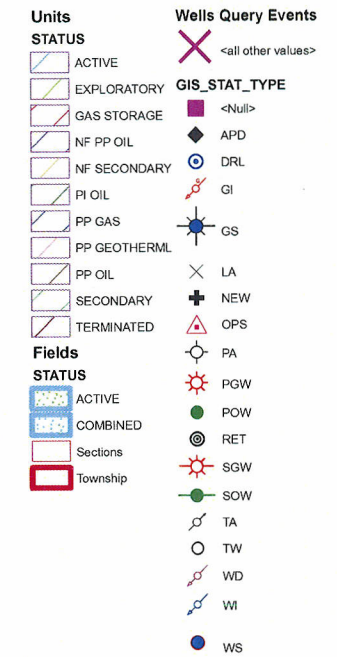 Units
STATUS
ACTIVE
EXPLORATORY
GAS STORAGE
NF PP OIL
NF SECONDARY
PI OIL
PP GAS
PP GEOTHERML
PP OIL
SECONDARY
TERMINATED
Fields
STATUS
ACTIVE
COMBINED
Sections
Township
Wells Query Events
<all other values>
GIS_STAT_TYPE
<Null>
APD
DRL
GI
GS
LA
NEW
OPS
PA
PGW
POW
RET
SGW
SOW
TA
TW
WD
WI
WS